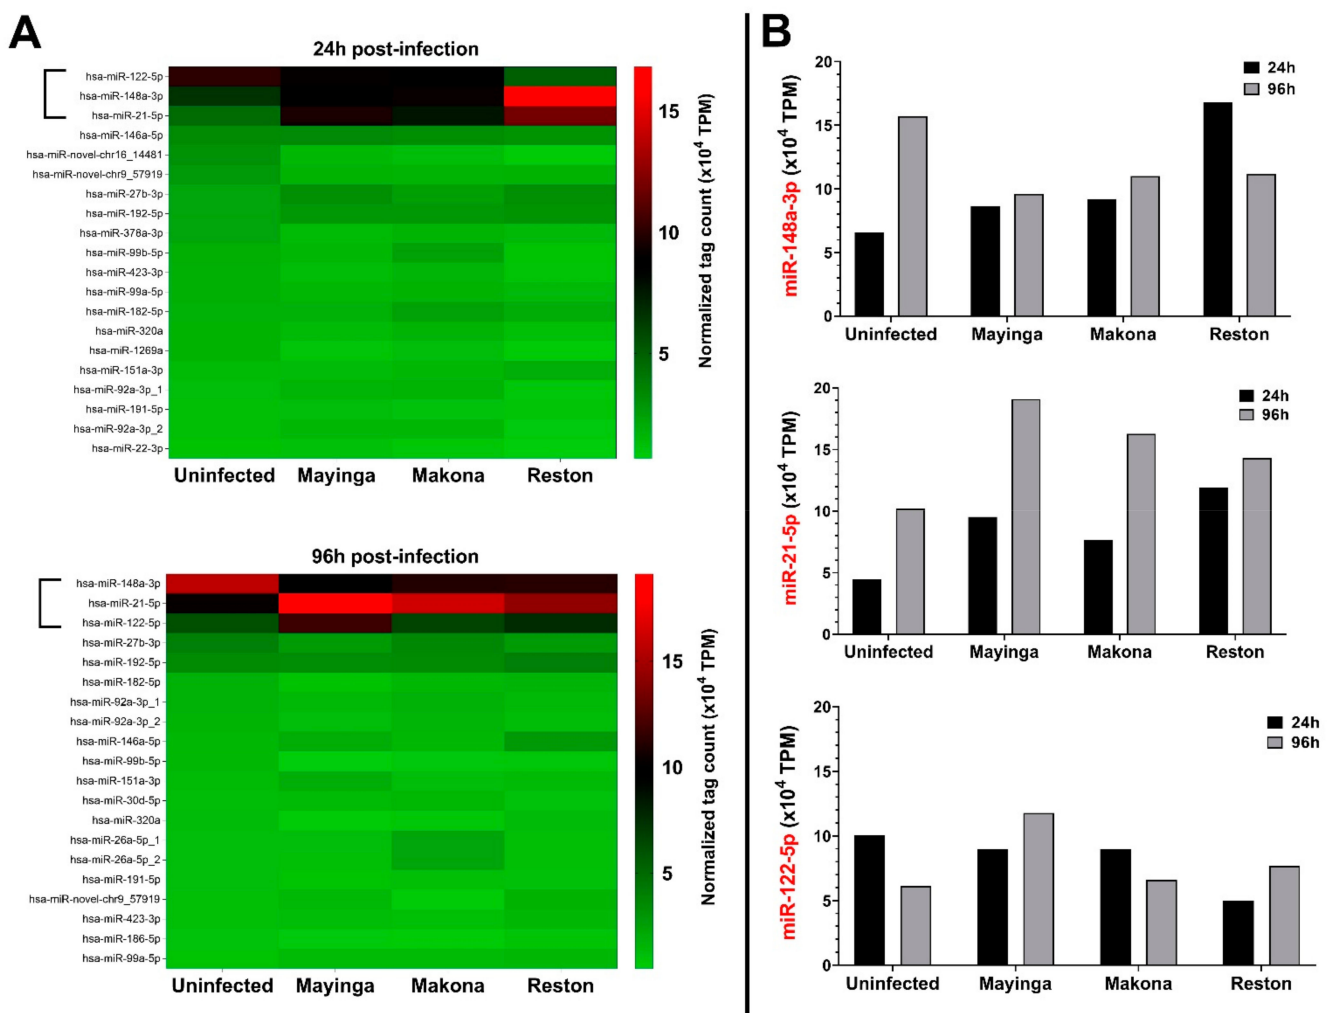 A
24h post-infection
hsa-miR-122-5p
hsa-miR-148a-3p
hsa-miR-21-5p
hsa-miR-146a-5p
hsa-miR-novel-chr16_14481
hsa-miR-novel-chr9_57919
hsa-miR-27b-3p
hsa-miR-192-5p
hsa-miR-378a-3p
hsa-miR-99b-5p
hsa-miR-423-3p
hsa-miR-99a-5p
hsa-miR-182-5p
hsa-miR-320a
hsa-miR-1269a
hsa-miR-151a-3p
hsa-miR-92a-3p_1
hsa-miR-191-5p
hsa-miR-92a-3p_2
hsa-miR-22-3p
Uninfected Mayinga Makona Reston
15
10
5
Normalized tag count (x10⁴ TPM)
96h post-infection
hsa-miR-148a-3p
hsa-miR-21-5p
hsa-miR-122-5p
hsa-miR-27b-3p
hsa-miR-192-5p
hsa-miR-182-5p
hsa-miR-92a-3p_1
hsa-miR-92a-3p_2
hsa-miR-146a-5p
hsa-miR-99b-5p
hsa-miR-151a-3p
hsa-miR-30d-5p
hsa-miR-320a
hsa-miR-26a-5p_1
hsa-miR-26a-5p_2
hsa-miR-191-5p
hsa-miR-novel-chr9_57919
hsa-miR-423-3p
hsa-miR-186-5p
hsa-miR-99a-5p
Uninfected Mayinga Makona Reston
15
10
5
Normalized tag count (x10⁴ TPM)
B
miR-148a-3p (x10⁴ TPM)
20
15
10
5
0
24h
96h
Uninfected Mayinga Makona Reston
miR-21-5p (x10⁴ TPM)
20
15
10
5
0
24h
96h
Uninfected Mayinga Makona Reston
miR-122-5p (x10⁴ TPM)
20
15
10
5
0
24h
96h
Uninfected Mayinga Makona Reston